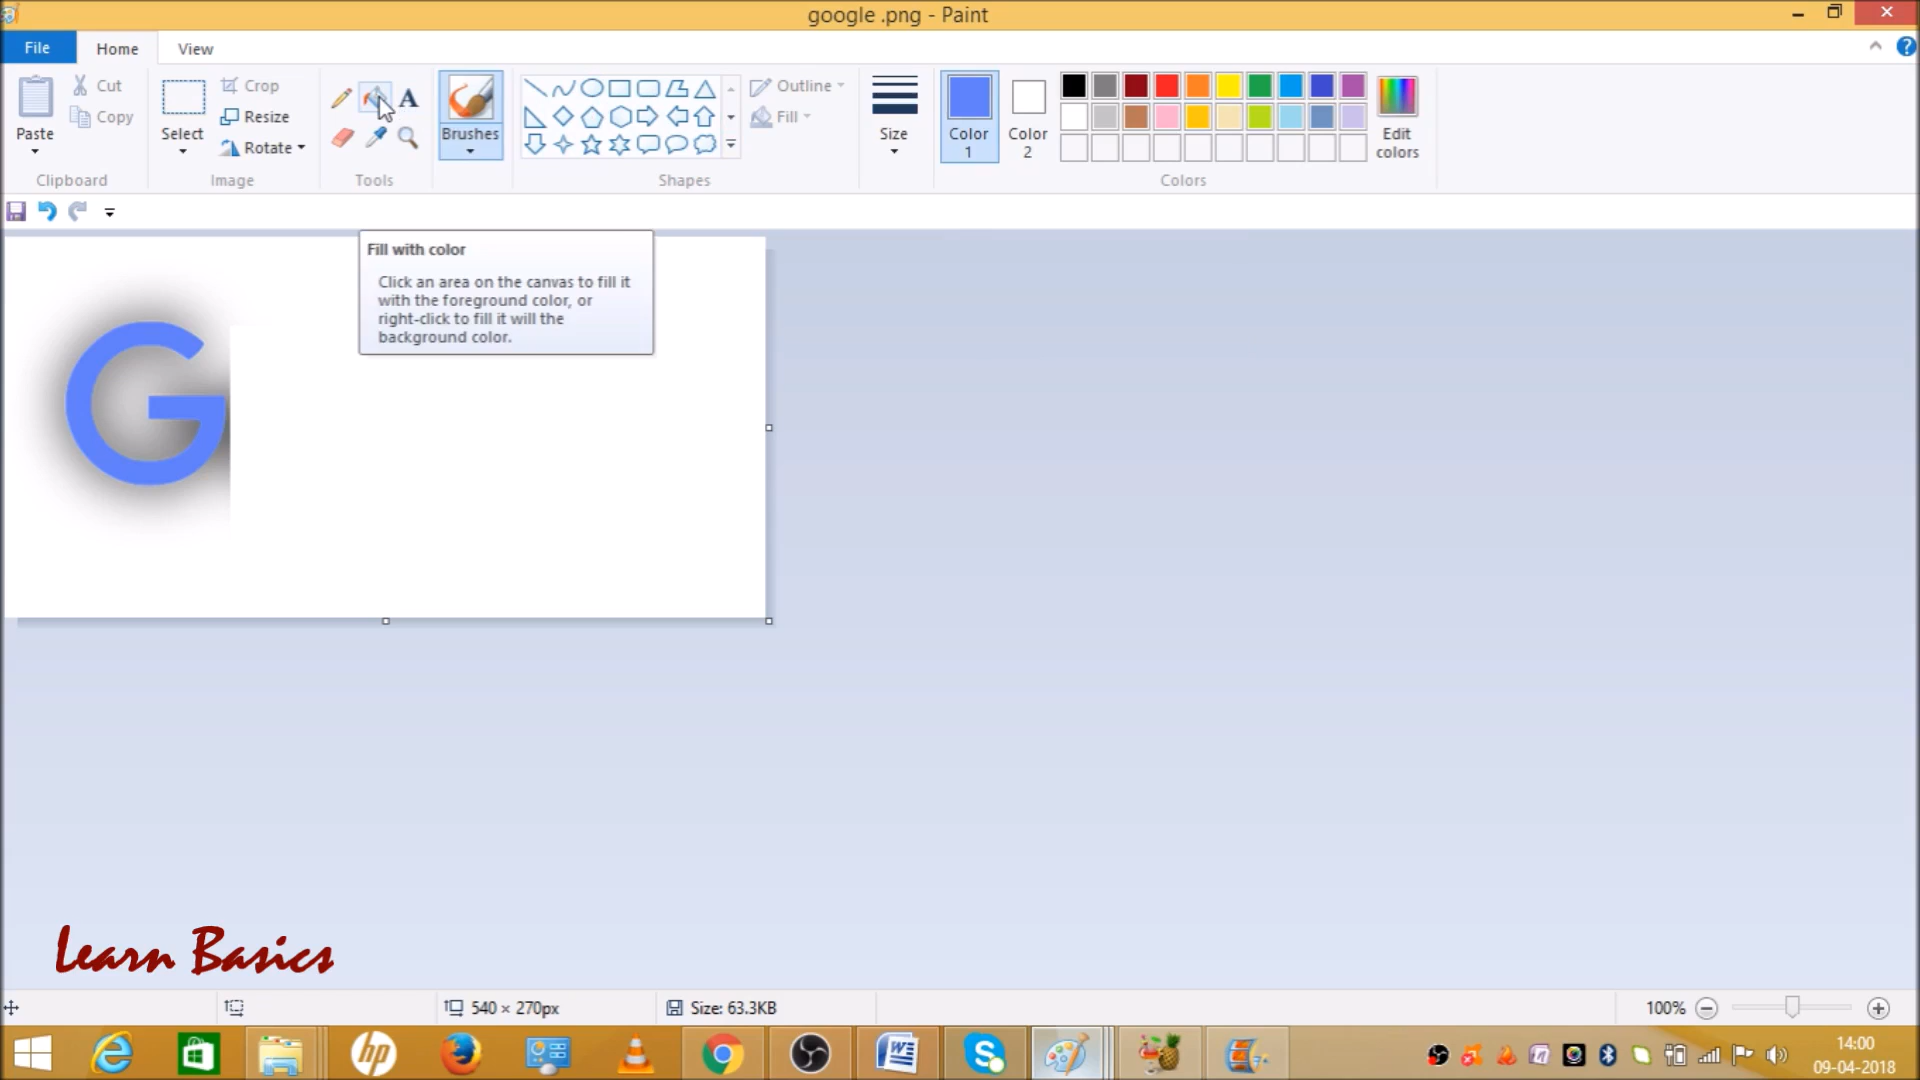 google .png - Paint
File
Home
View
Paste
Cut
Copy
Clipboard
Select
Crop
Resize
Rotate
Image
A
Tools
Brushes
Shapes
Outline
Fill
Size
Color
1
Color
2
Edit
colors
Colors
Fill with color
Click an area on the canvas to fill it
with the foreground color, or
right-click to fill it will the
background color.
G
Learn Basics
540 × 270px
Size: 63.3KB
100%
hp
14:00
09-04-2018